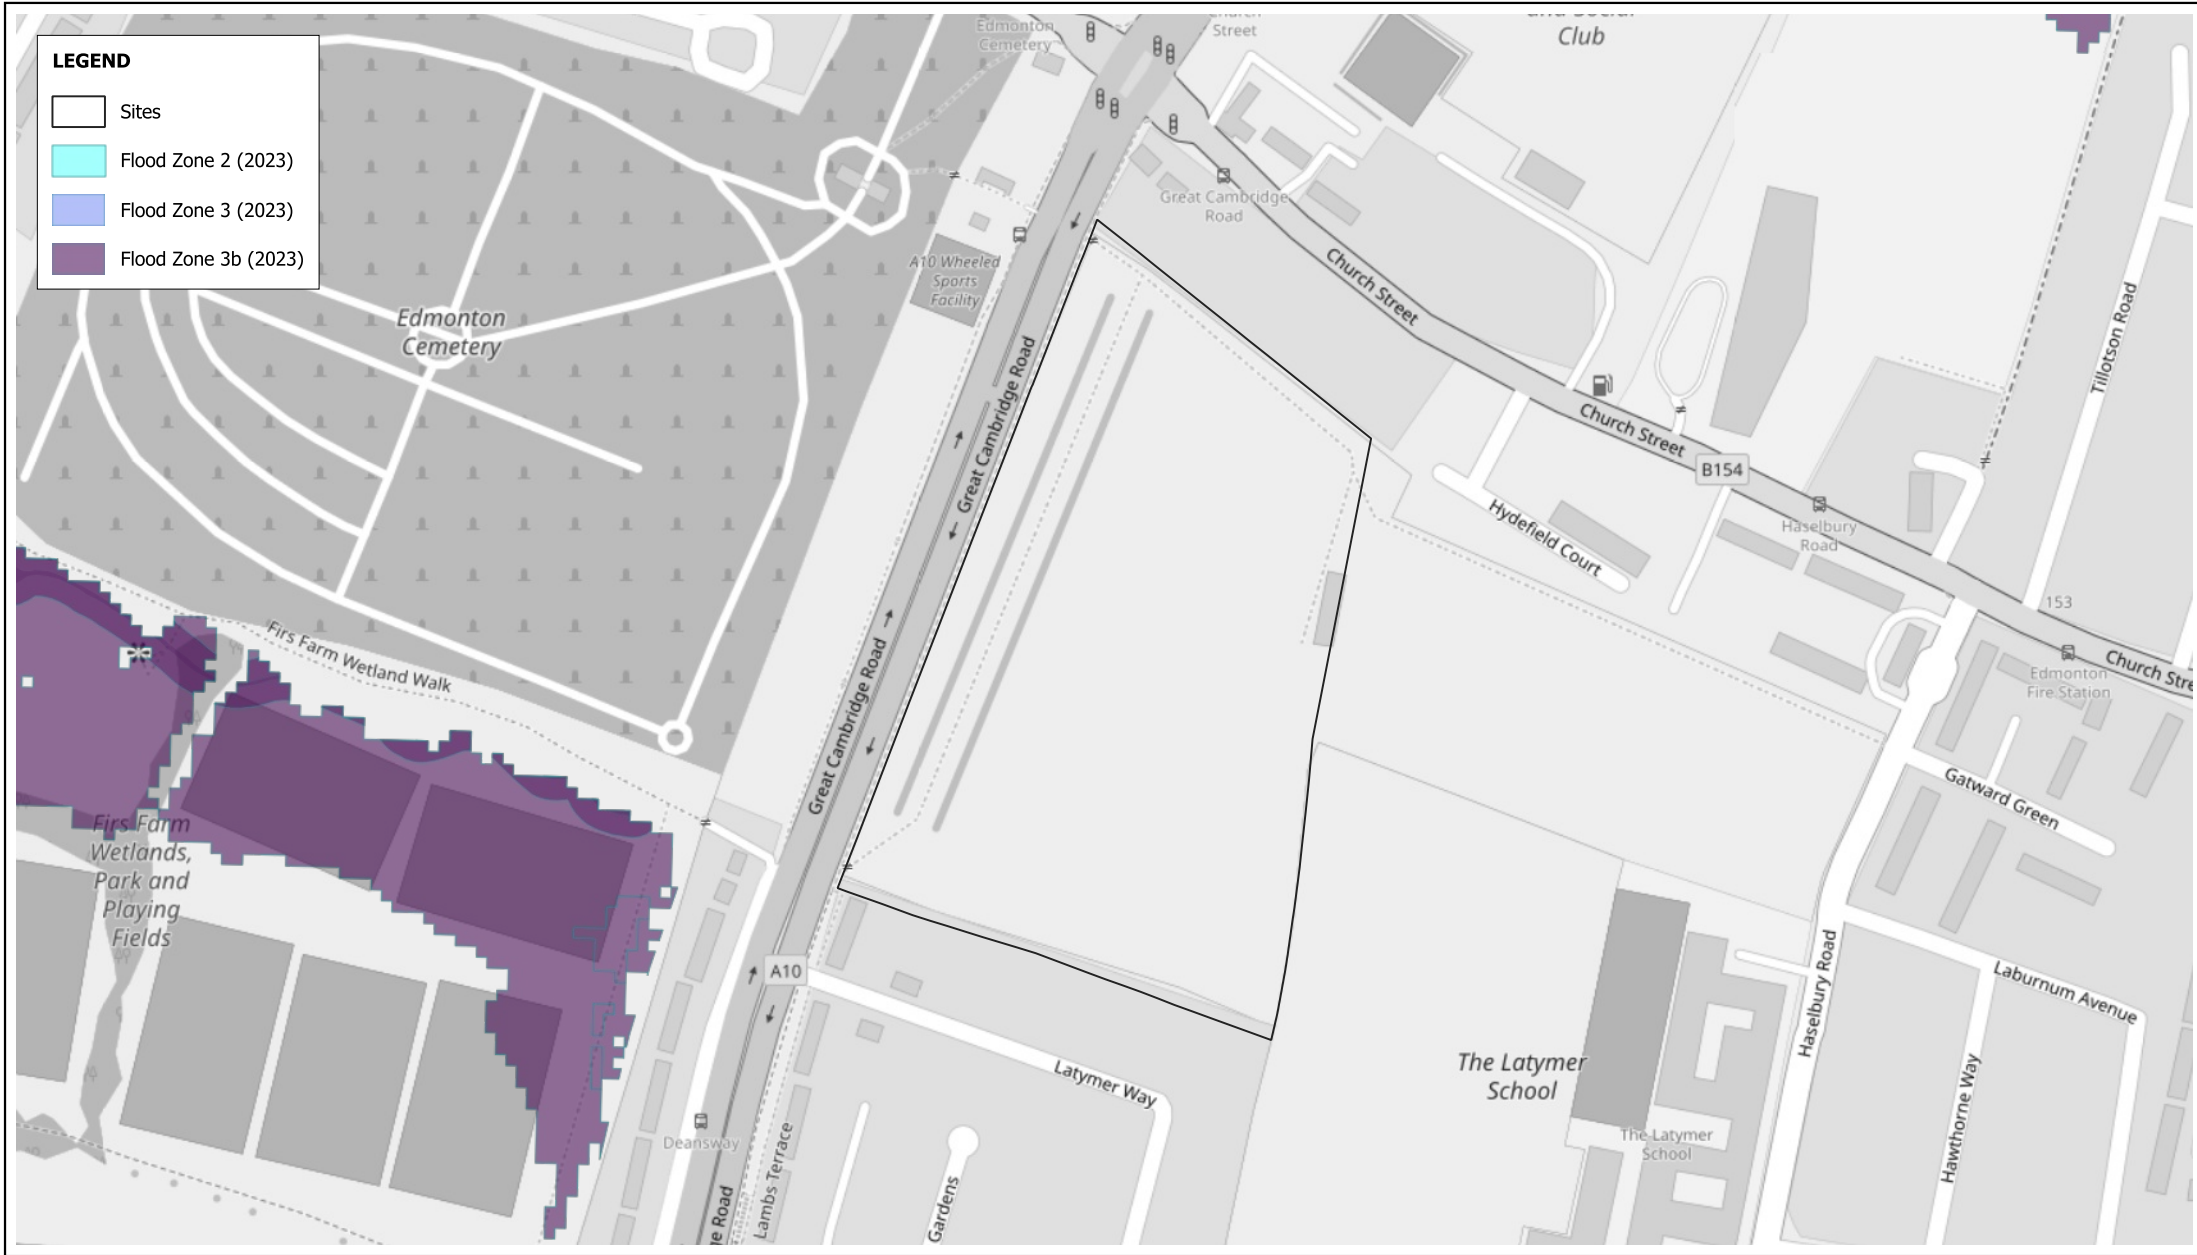 LEGEND
Sites
Flood Zone 2 (2023)
Flood Zone 3 (2023)
Flood Zone 3b (2023)
Edmonton
Cemetery
Church
Street
and Social
Club
Great Cambridge
Road
A10 Wheeled
Sports
Facility
Edmonton
Cemetery
Church Street
Great Cambridge Road
Church Street
B154
Tillotson Road
Haselbury
Road
Hydefield Court
153
Church Stre
Edmonton
Fire Station
Firs Farm Wetland Walk
Great Cambridge Road
Gatward Green
Firs Farm
Wetlands,
Park and
Playing
Fields
A10
Haselbury Road
Laburnum Avenue
Latymer Way
The Latymer
School
The Latymer
School
Hawthorne Way
Deansway
Lambs Terrace
Gardens
ge Road